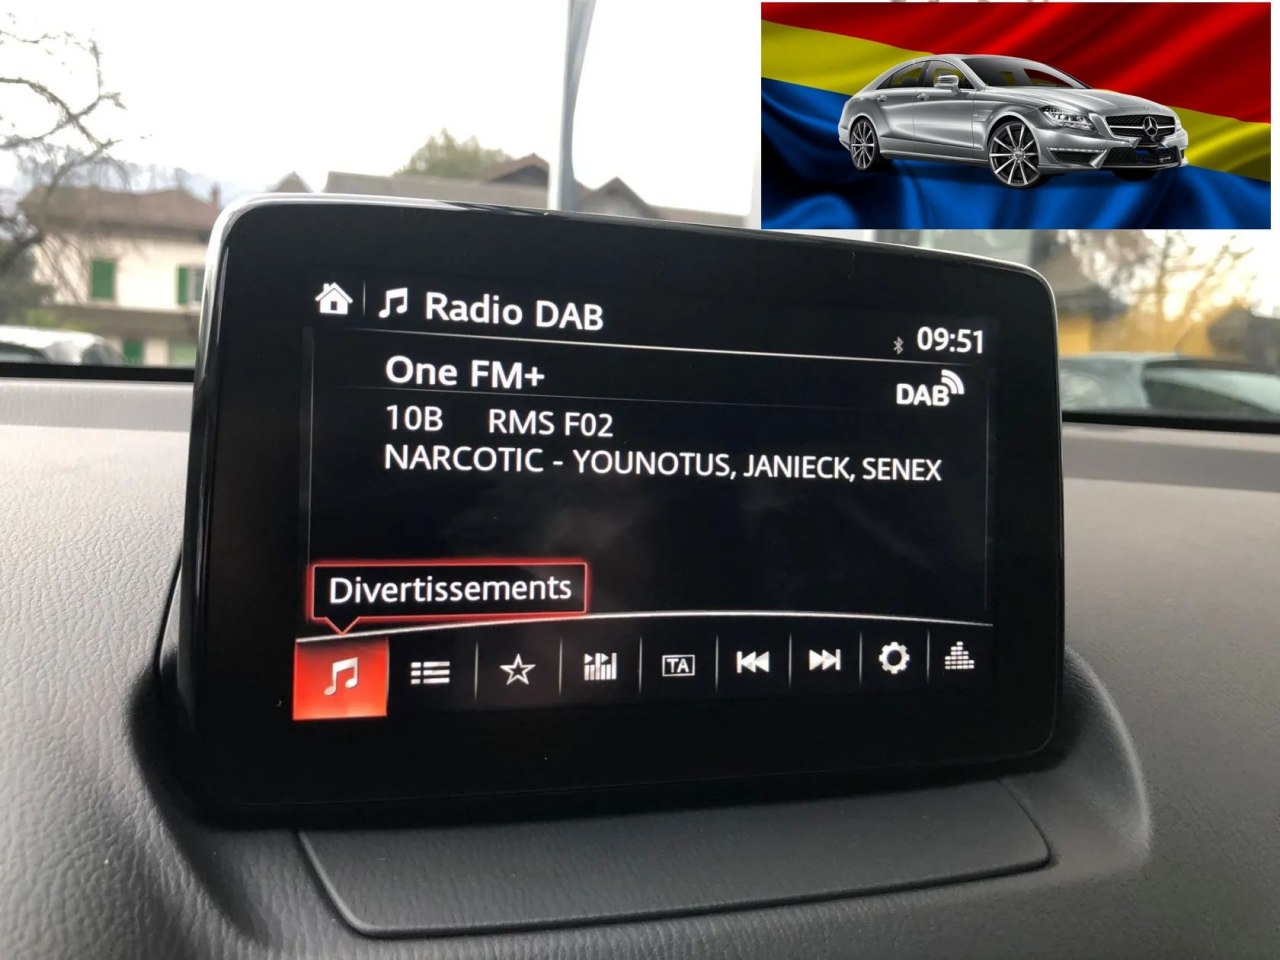 Radio DAB
09:51
One FM+
DAB
10B RMS F02
NARCOTIC - YOUNOTUS, JANIECK, SENEX
Divertissements
TA